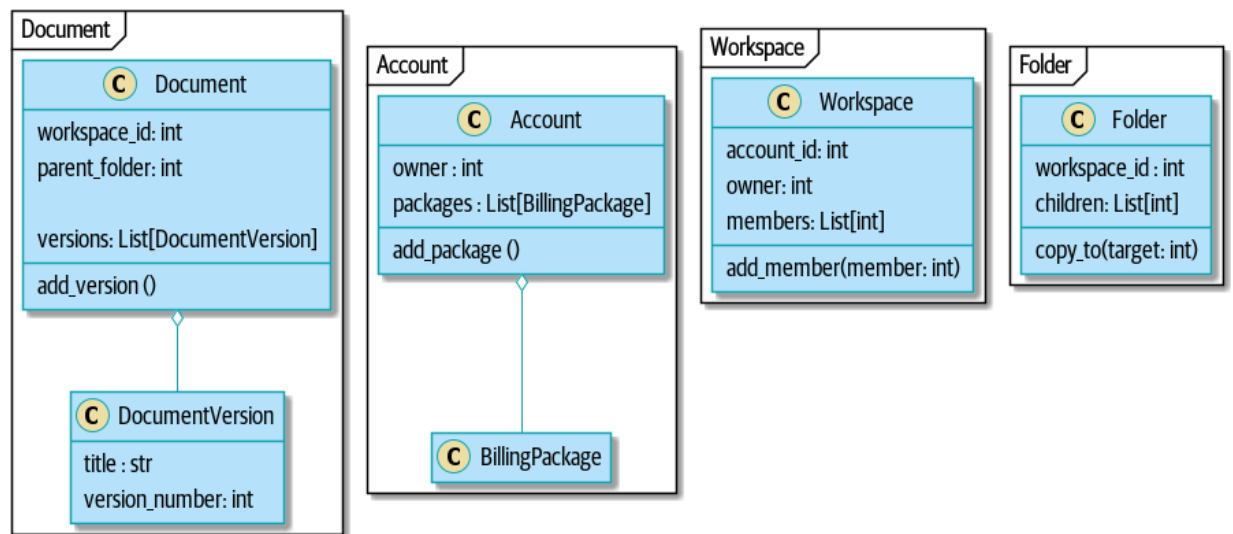 Document
C Document
workspace_id: int
parent_folder: int
versions: List[DocumentVersion]
add_version ()
C DocumentVersion
title : str
version_number: int
Account
C Account
owner : int
packages : List[BillingPackage]
add_package ()
C BillingPackage
Workspace
C Workspace
account_id: int
owner: int
members: List[int]
add_member(member: int)
Folder
C Folder
workspace_id : int
children: List[int]
copy_to(target: int)